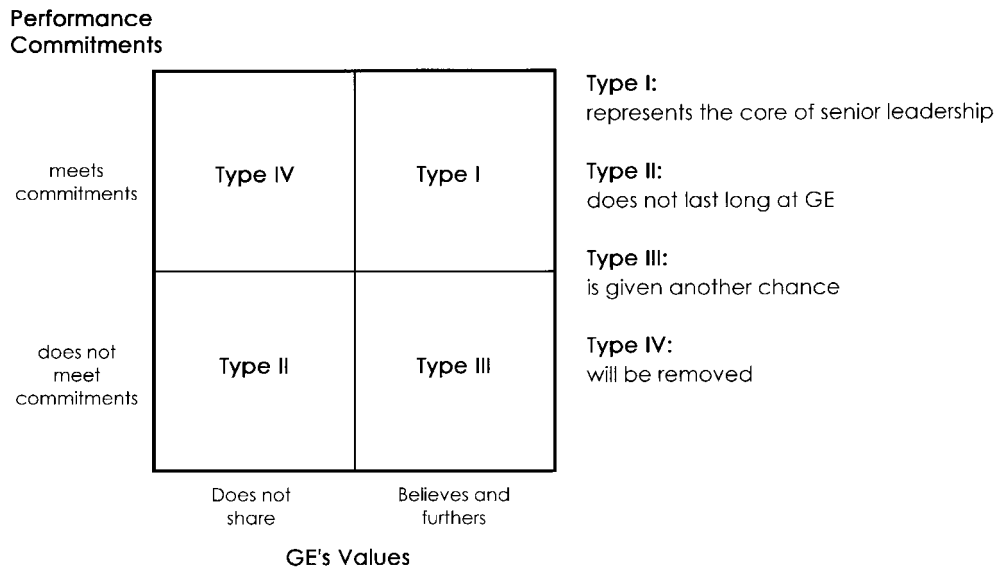 Performance
Commitments
meets
commitments
Type IV
Type I
does not
meet
commitments
Type II
Type III
Does not
share
Believes and
furthers
GE's Values
Type I:
represents the core of senior leadership
Type II:
does not last long at GE
Type III:
is given another chance
Type IV:
will be removed